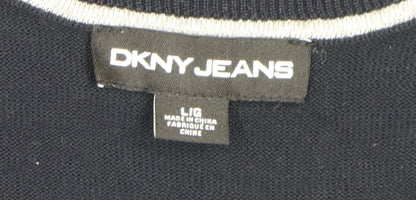 DKNY JEANS
L/G
MADE IN CHINA
FABRIQUÉ EN
CHINE